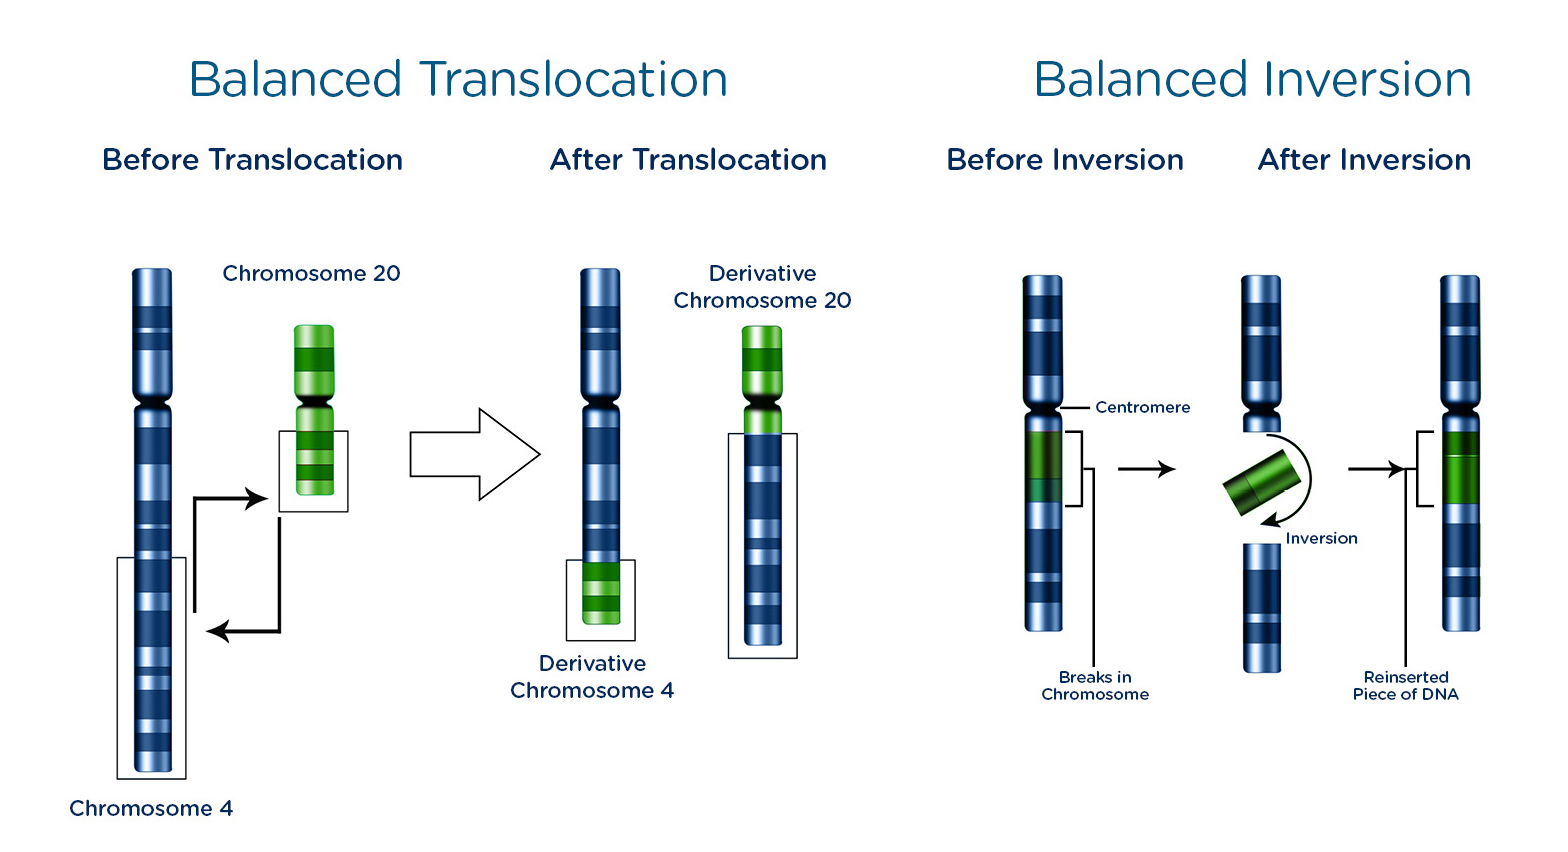 Balanced Translocation
Before Translocation
After Translocation
Chromosome 20
Derivative
Chromosome 20
Derivative
Chromosome 4
Chromosome 4
Balanced Inversion
Before Inversion
After Inversion
Centromere
Inversion
Breaks in
Chromosome
Reinserted
Piece of DNA